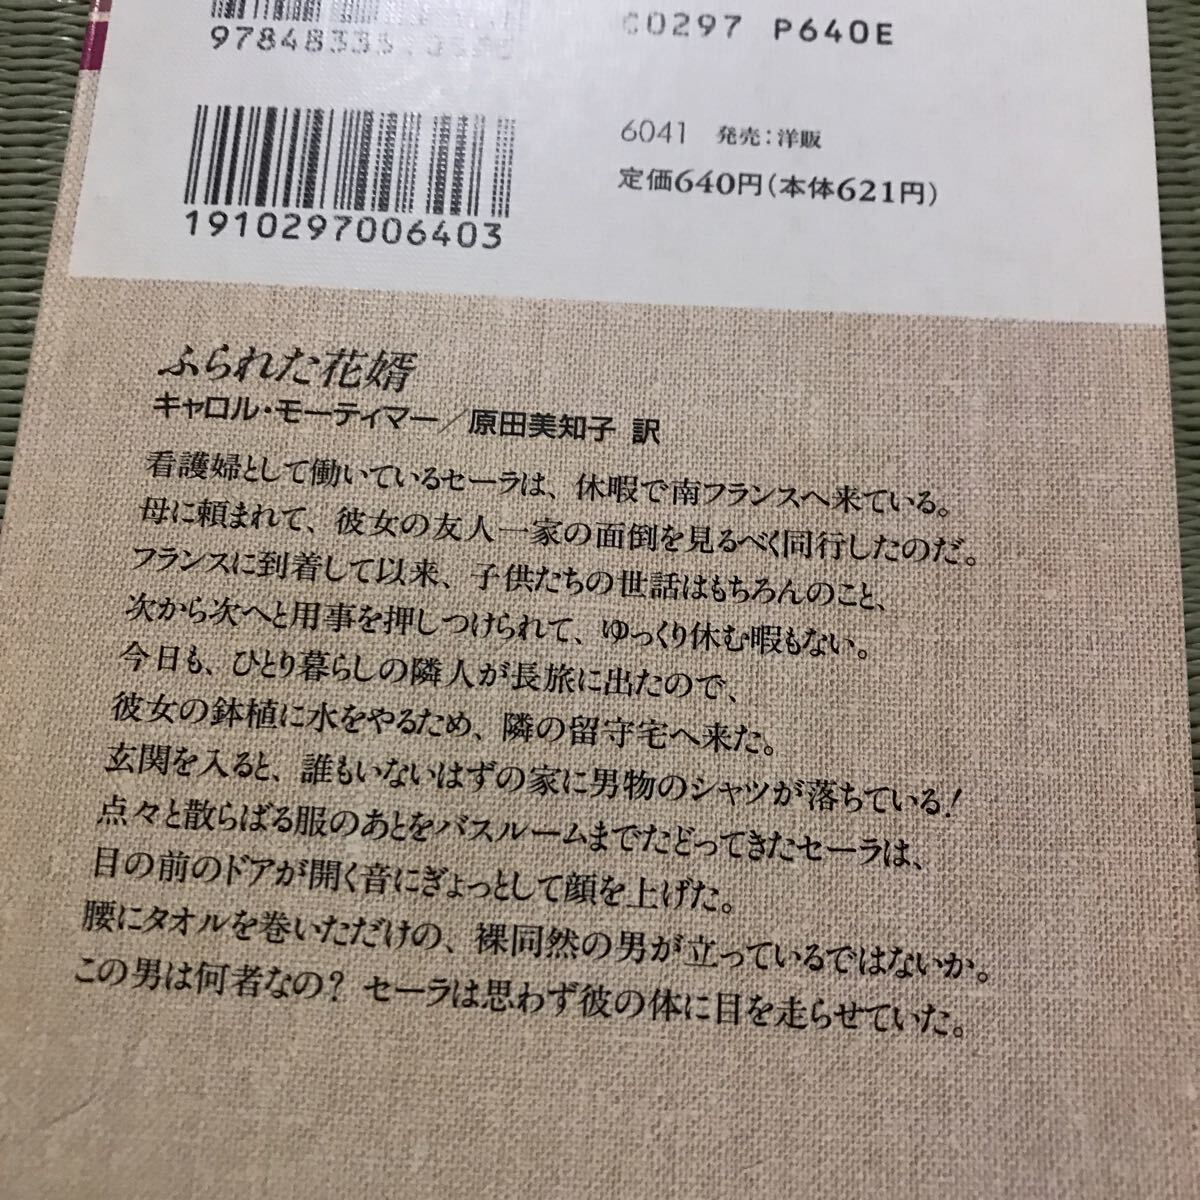 C0297 P640E
6041 発売：洋販
定価640円（本体621円）
1910297006403
ふられた花婿
キャロル・モーティマー／原田美知子 訳
看護婦として働いているセーラは、休暇で南フランスへ来ている。
母に頼まれて、彼女の友人一家の面倒を見るべく同行したのだ。
フランスに到着して以来、子供たちの世話はもちろんのこと、
次から次へと用事を押しつけられて、ゆっくり休む暇もない。
今日も、ひとり暮らしの隣人が長旅に出たので、
彼女の鉢植に水をやるため、隣の留守宅へ来た。
玄関を入ると、誰もいないはずの家に男物のシャツが落ちている！
点々と散らばる服のあとをバスルームまでたどってきたセーラは、
目の前のドアが開く音にぎょっとして顔を上げた。
腰にタオルを巻いただけの、裸同然の男が立っているではないか。
この男は何者なの？ セーラは思わず彼の体に目を走らせていた。